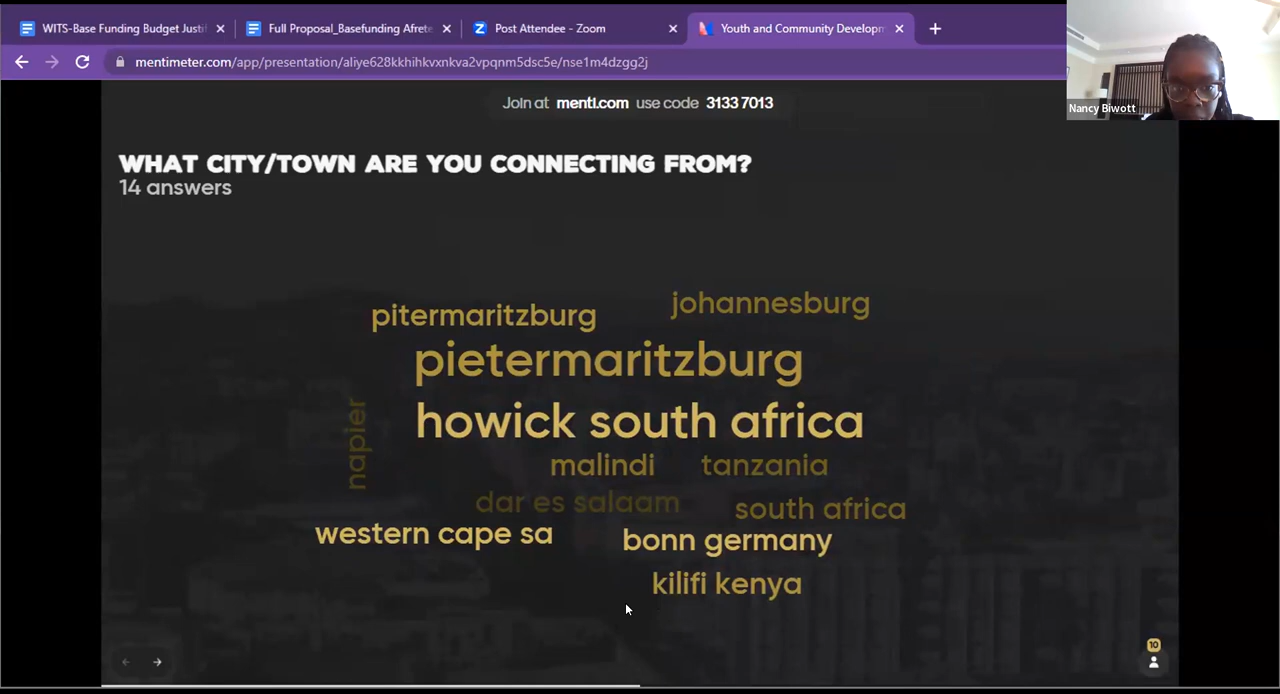 WITS-Base Funding Budget Justif
Full Proposal_Basefunding Afrete
Post Attendee - Zoom
Youth and Community Developm
mentimeter.com/app/presentation/aliye628kkhihkvxnkva2vpqnm5dsc5e/nse1m4dzgg2j
Nancy Biwott
Join at menti.com use code 3133 7013
WHAT CITY/TOWN ARE YOU CONNECTING FROM?
14 answers
johannesburg
pitermaritzburg
pietermaritzburg
napier
howick south africa
malindi tanzania
dar es salaam south africa
western cape sa bonn germany
kilifi kenya
10